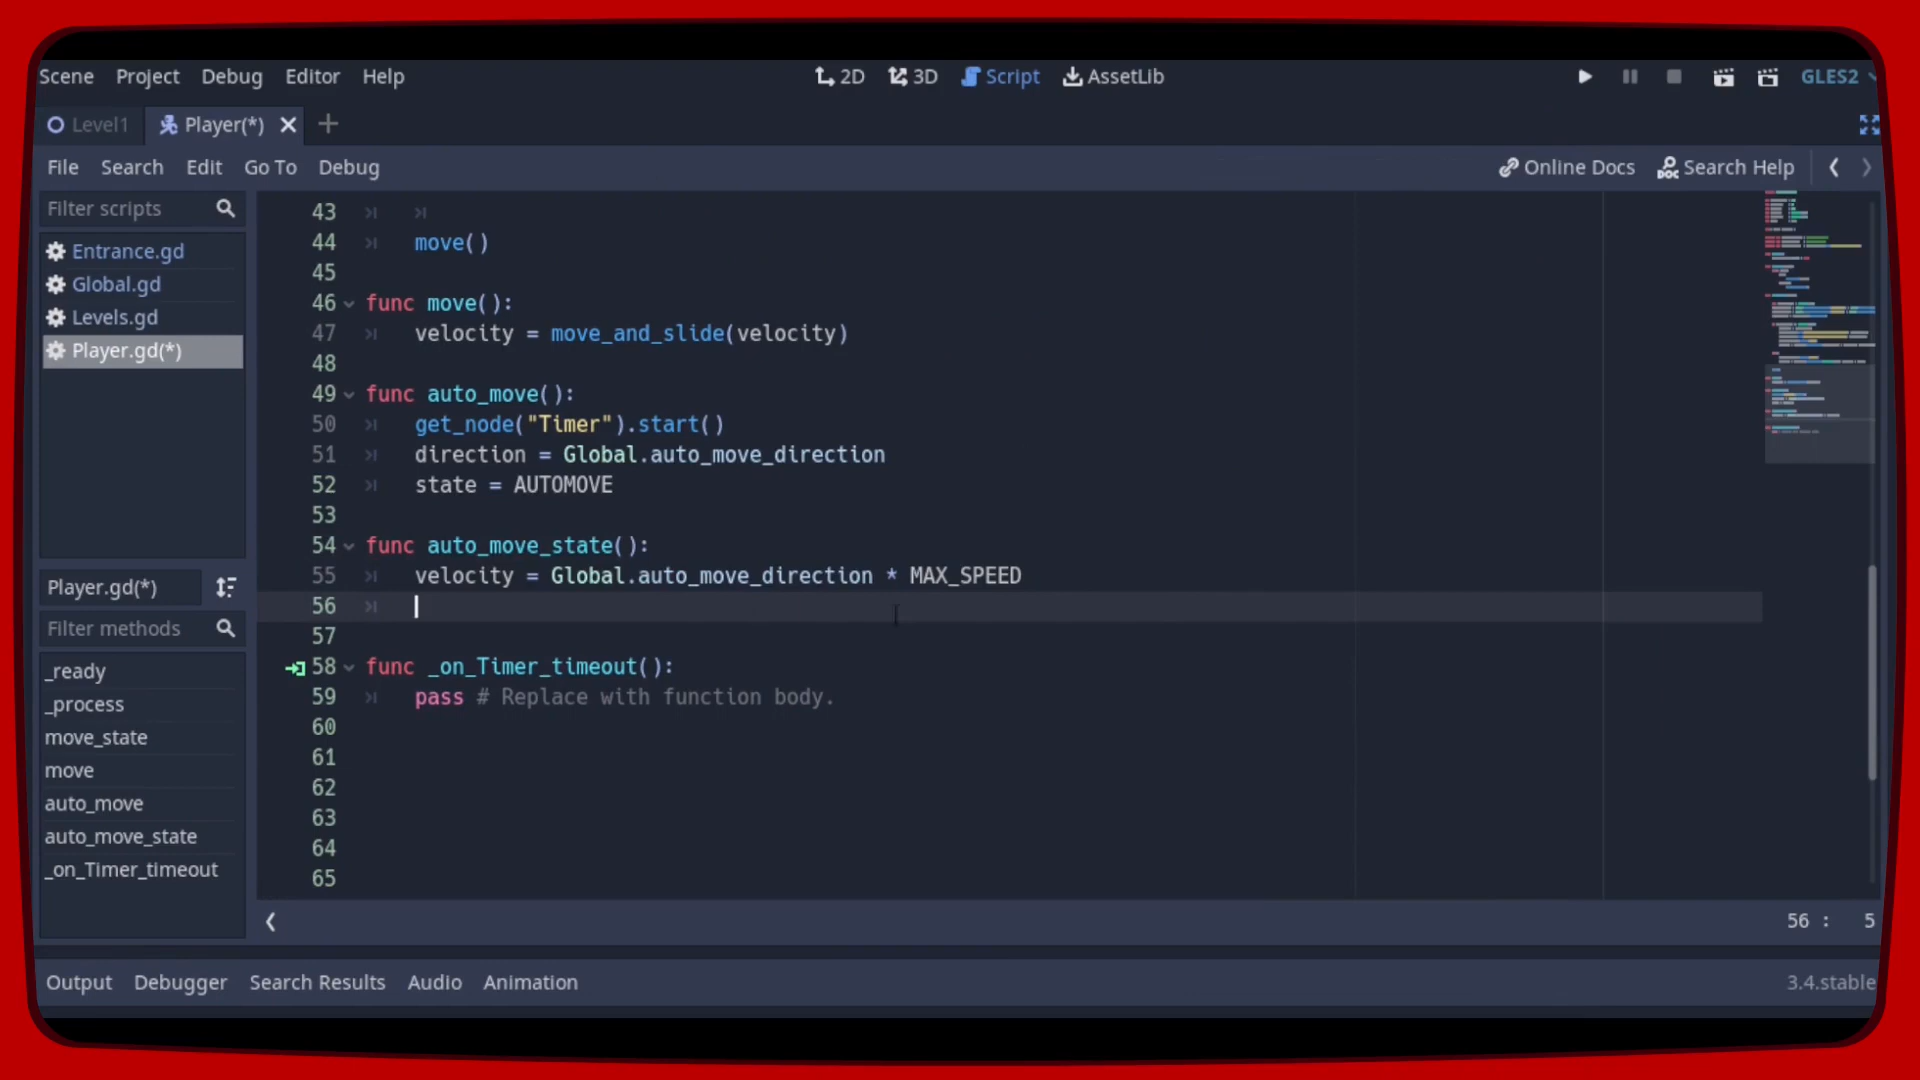 Scene Project Debug Editor Help 2D 3D Script AssetLib GLES2
Level1 Player(*)
File Search Edit Go To Debug Online Docs Search Help
Filter scripts
Entrance.gd
Global.gd
Levels.gd
Player.gd(*)
Player.gd(*)
Filter methods
_ready
_process
move_state
move
auto_move
auto_move_state
_on_Timer_timeout
43
44 move()
45
46 func move():
47 velocity = move_and_slide(velocity)
48
49 func auto_move():
50 get_node("Timer").start()
51 direction = Global.auto_move_direction
52 state = AUTOMOVE
53
54 func auto_move_state():
55 velocity = Global.auto_move_direction * MAX_SPEED
56
57
58 func _on_Timer_timeout():
59 pass # Replace with function body.
60
61
62
63
64
65
56 : 5
Output Debugger Search Results Audio Animation 3.4.stable